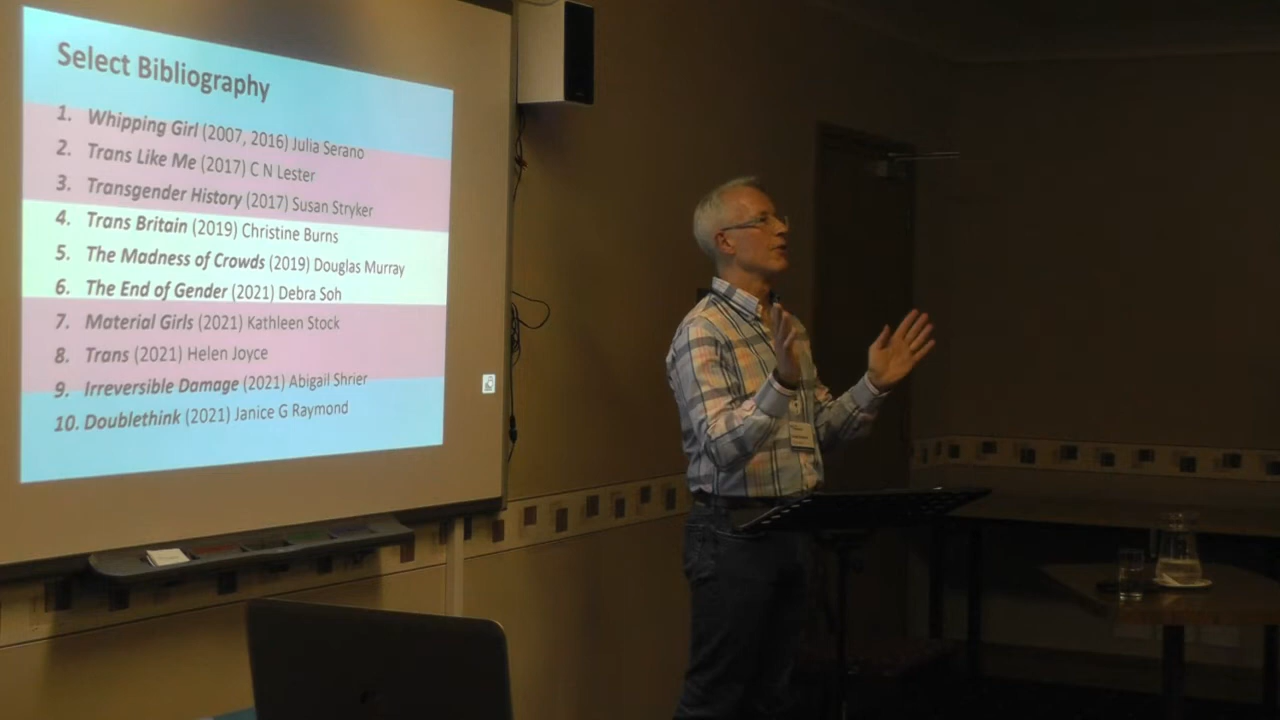 Select Bibliography
1. Whipping Girl (2007, 2016) Julia Serano
2. Trans Like Me (2017) C N Lester
3. Transgender History (2017) Susan Stryker
4. Trans Britain (2019) Christine Burns
5. The Madness of Crowds (2019) Douglas Murray
6. The End of Gender (2021) Debra Soh
7. Material Girls (2021) Kathleen Stock
8. Trans (2021) Helen Joyce
9. Irreversible Damage (2021) Abigail Shrier
10. Doublethink (2021) Janice G Raymond